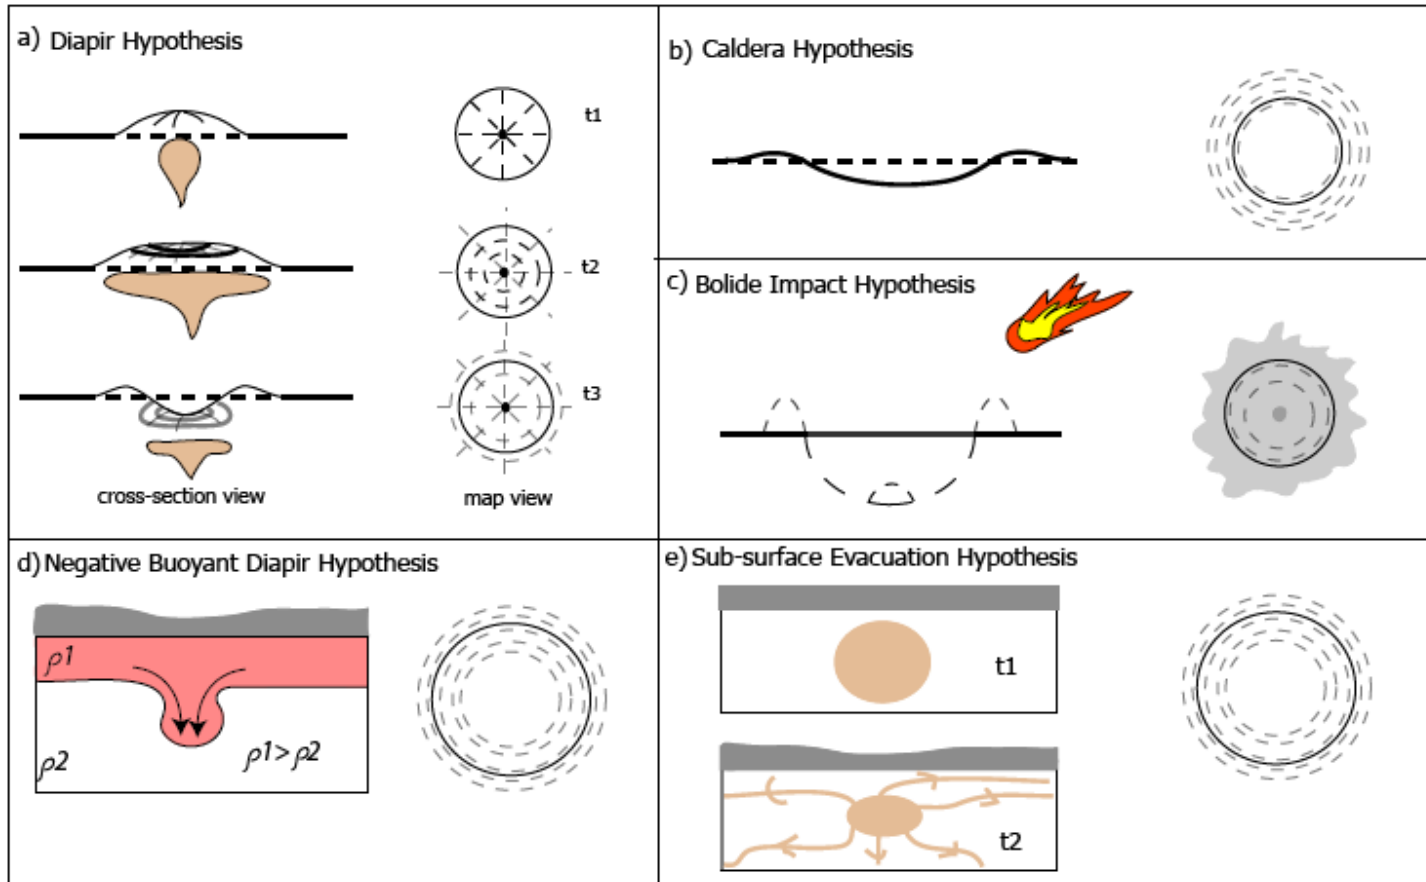 a) Diapir Hypothesis
t1
t2
t3
cross-section view
map view
b) Caldera Hypothesis
c) Bolide Impact Hypothesis
d) Negative Buoyant Diapir Hypothesis
ρ1
ρ2
ρ1>ρ2
e) Sub-surface Evacuation Hypothesis
t1
t2